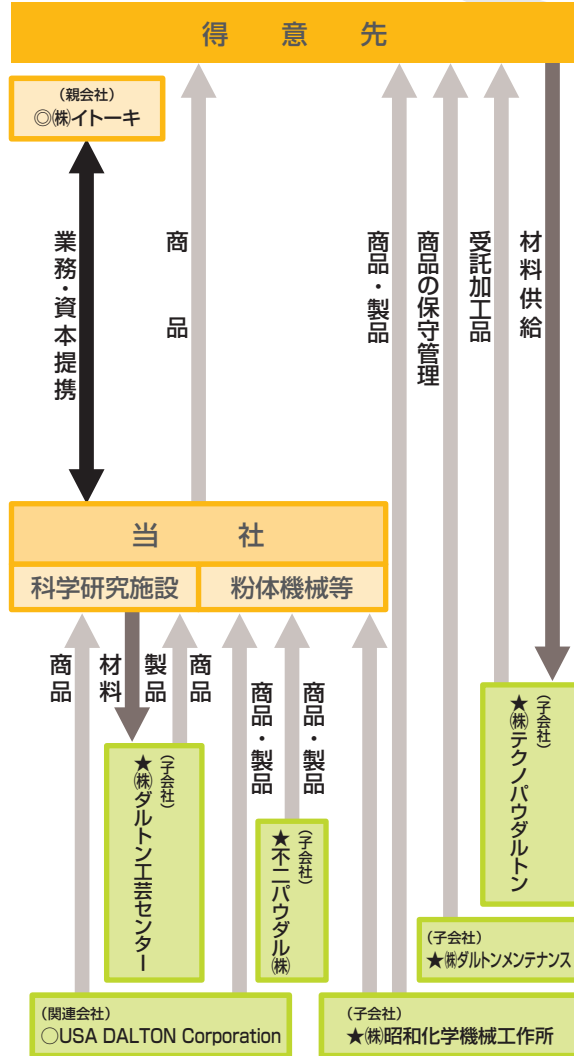 得意先
(親会社)
◎㈱イトーキ
業務・資本提携
商品
商品・製品
商品の保守管理
受託加工品
材料供給
当社
科学研究施設
粉体機械等
商品
材料
製品
商品
商品・製品
商品・製品
(子会社)
★㈱ダルトン工芸センター
(子会社)
★不二パウダル㈱
(子会社)
★㈱テクノパウダルトン
(子会社)
★㈱ダルトンメンテナンス
(関連会社)
○USA DALTON Corporation
(子会社)
★㈱昭和化学機械工作所